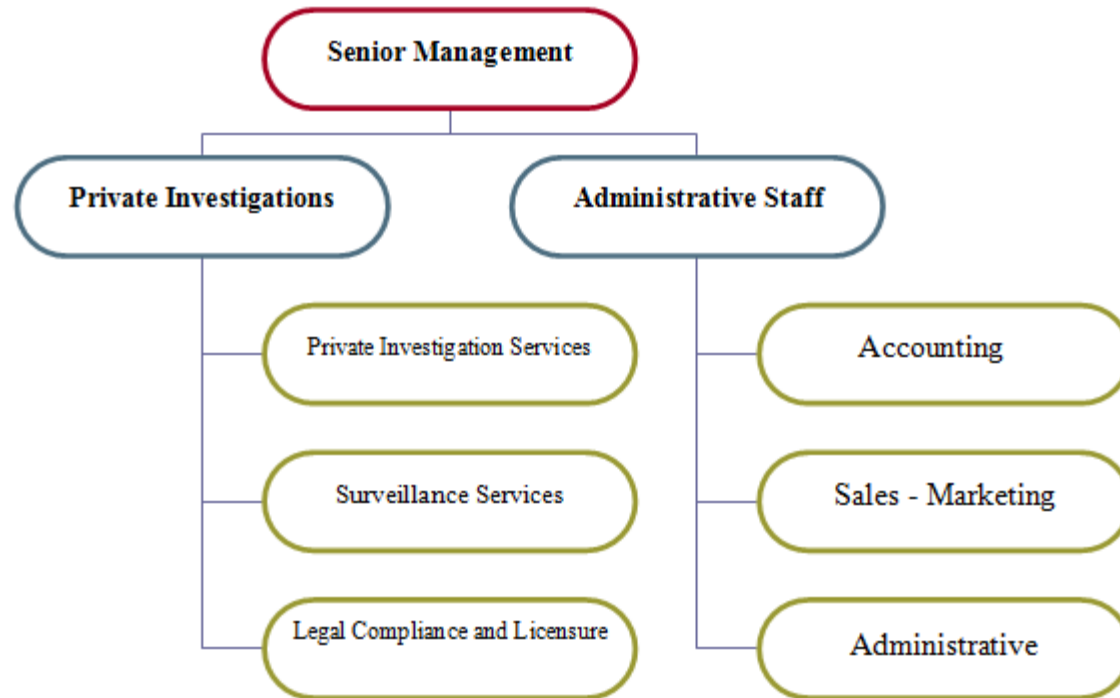 Senior Management
Private Investigations
Administrative Staff
Private Investigation Services
Accounting
Surveillance Services
Sales - Marketing
Legal Compliance and Licensure
Administrative